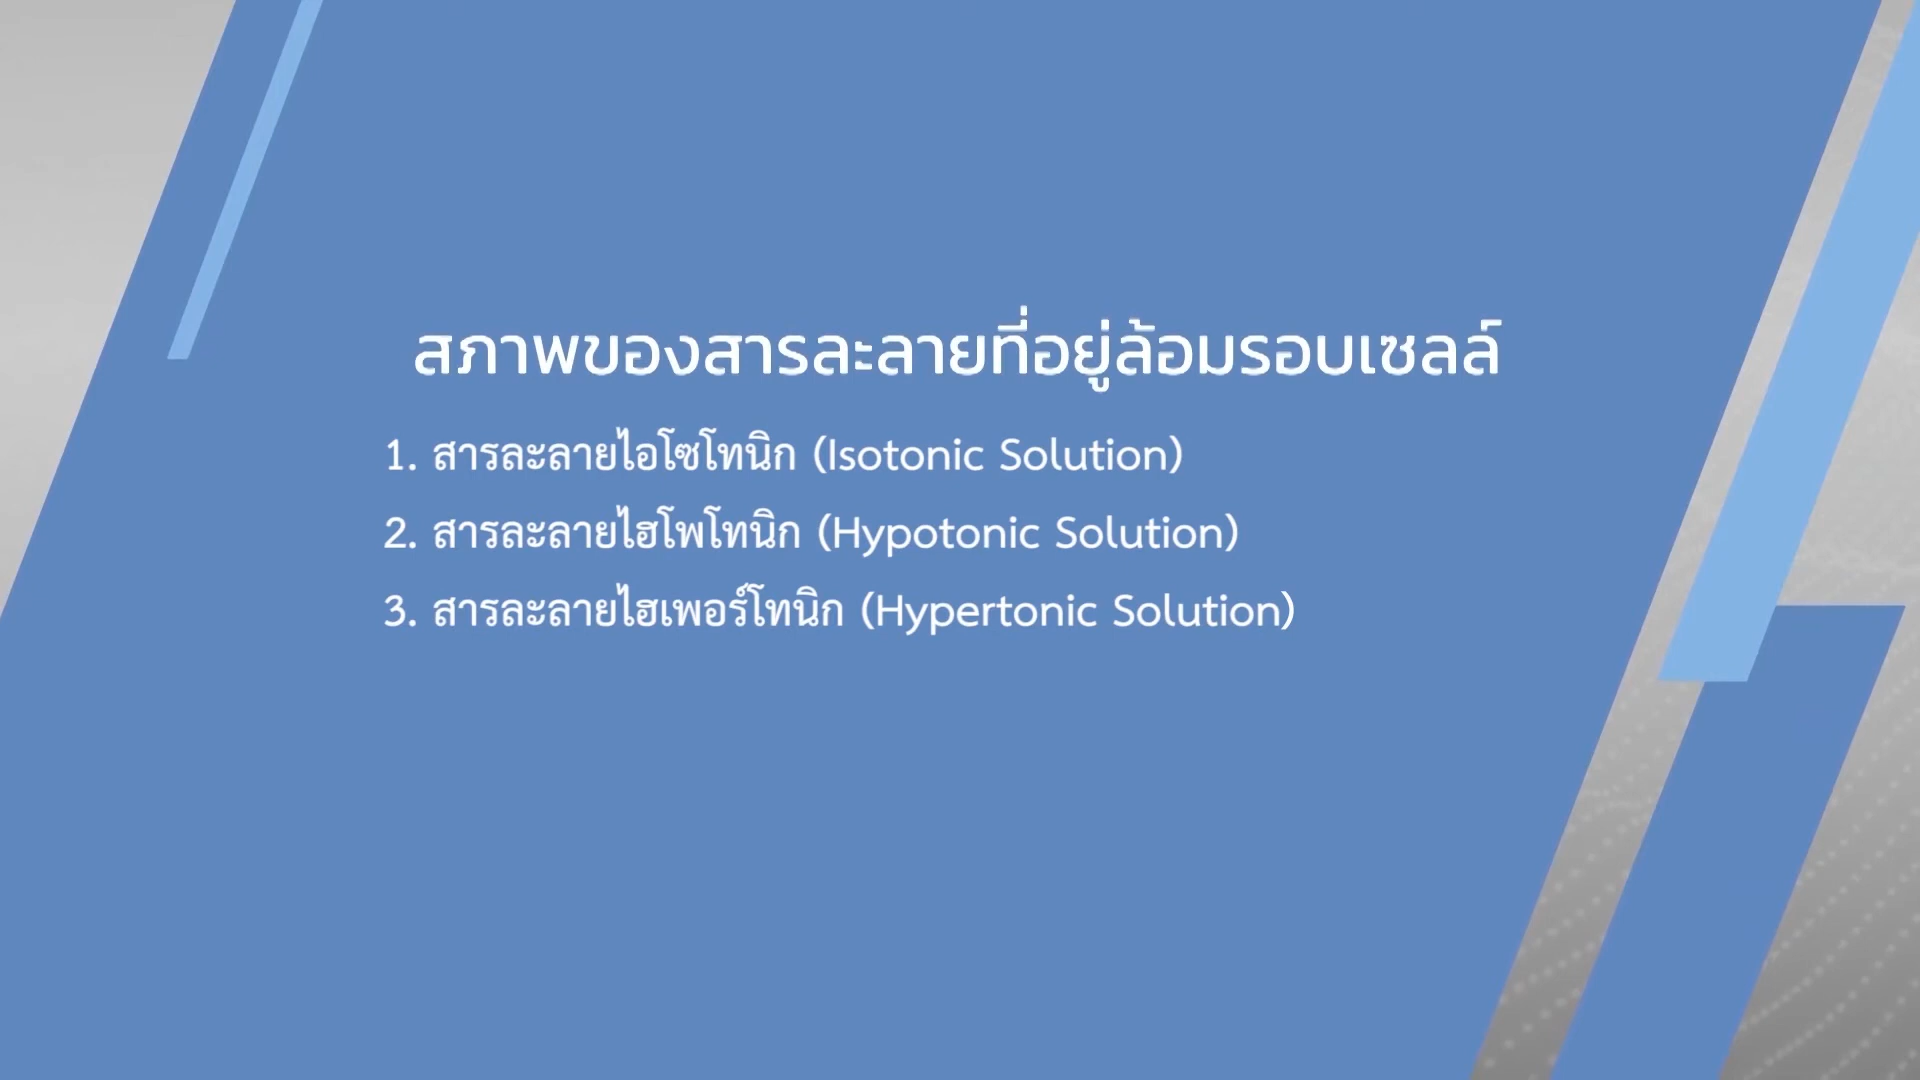 สภาพของสารละลายที่อยู่ล้อมรอบเซลล์
1. สารละลายไอโซโทนิก (Isotonic Solution)
2. สารละลายไฮโพโทนิก (Hypotonic Solution)
3. สารละลายไฮเพอร์โทนิก (Hypertonic Solution)